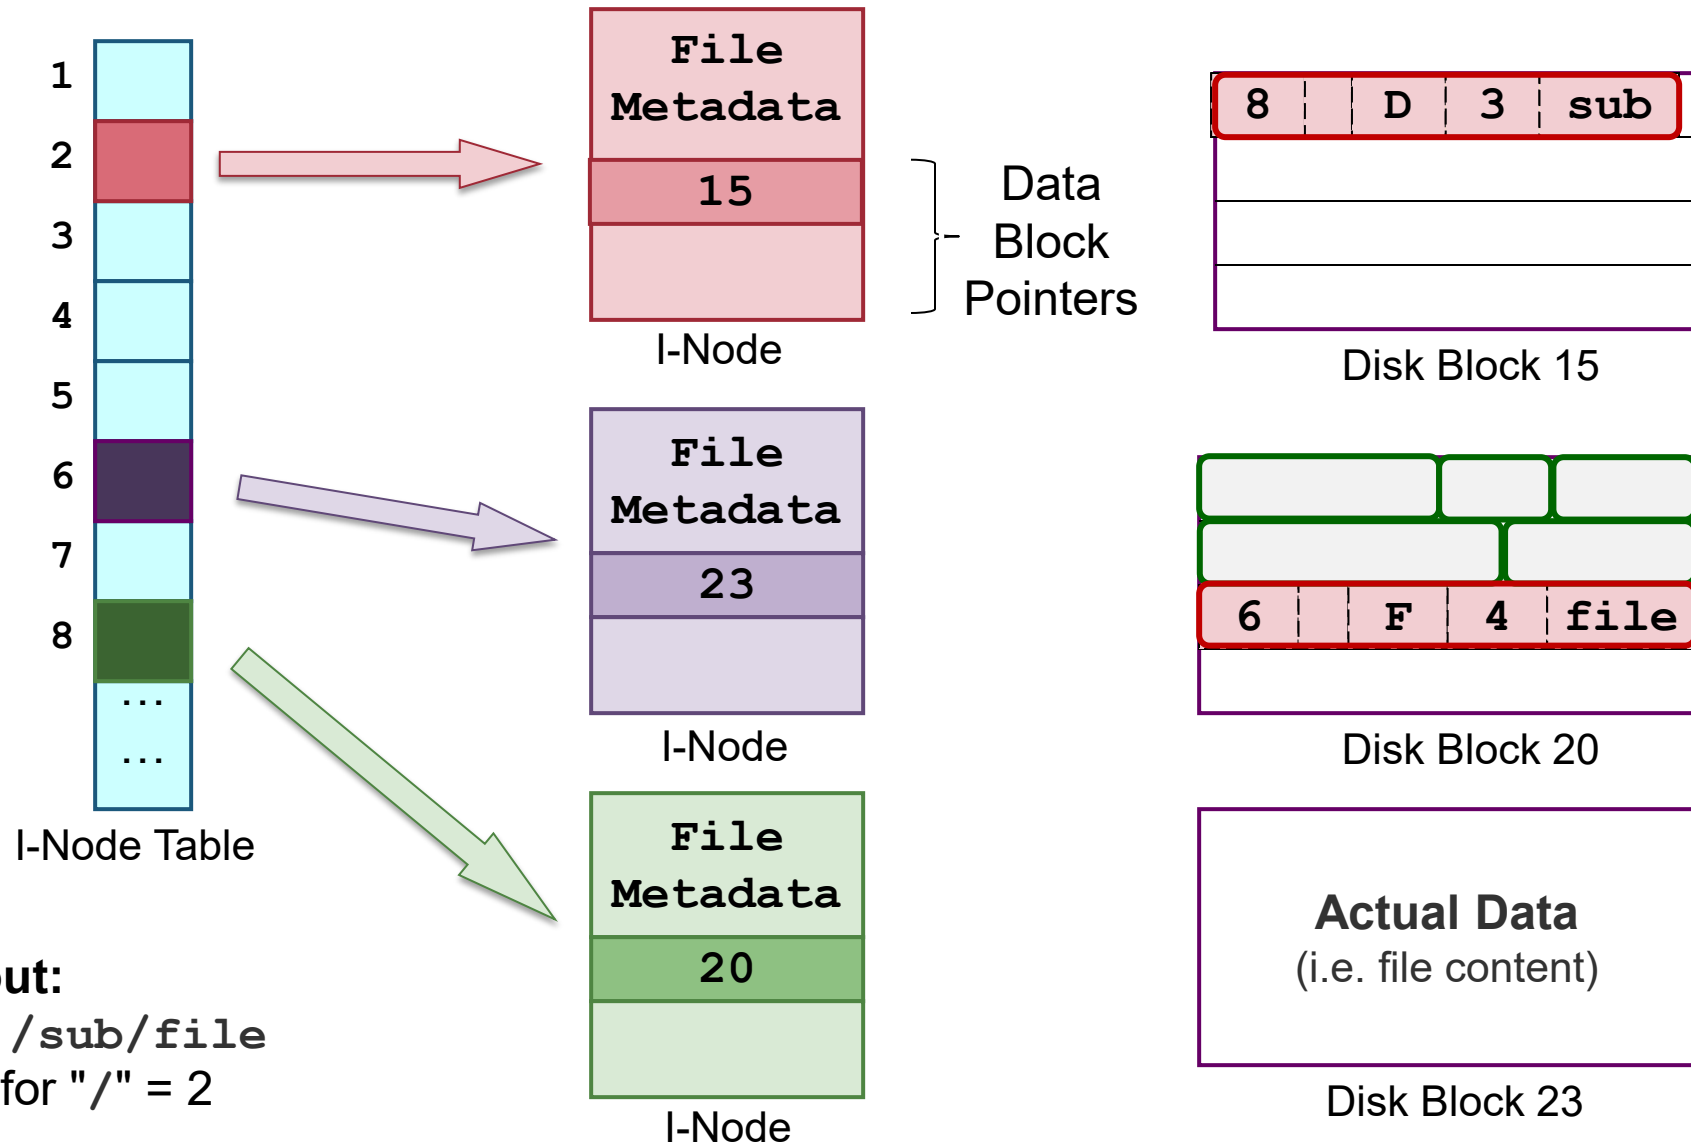 1
2
3
4
5
6
7
8
...
...
I-Node Table
File
Metadata
15
I-Node
Data
Block
Pointers
File
Metadata
23
I-Node
File
Metadata
20
I-Node
8 D 3 sub
Disk Block 15
6 F 4 file
Disk Block 20
Actual Data
(i.e. file content)
Disk Block 23
ut:
/sub/file
for "/" = 2